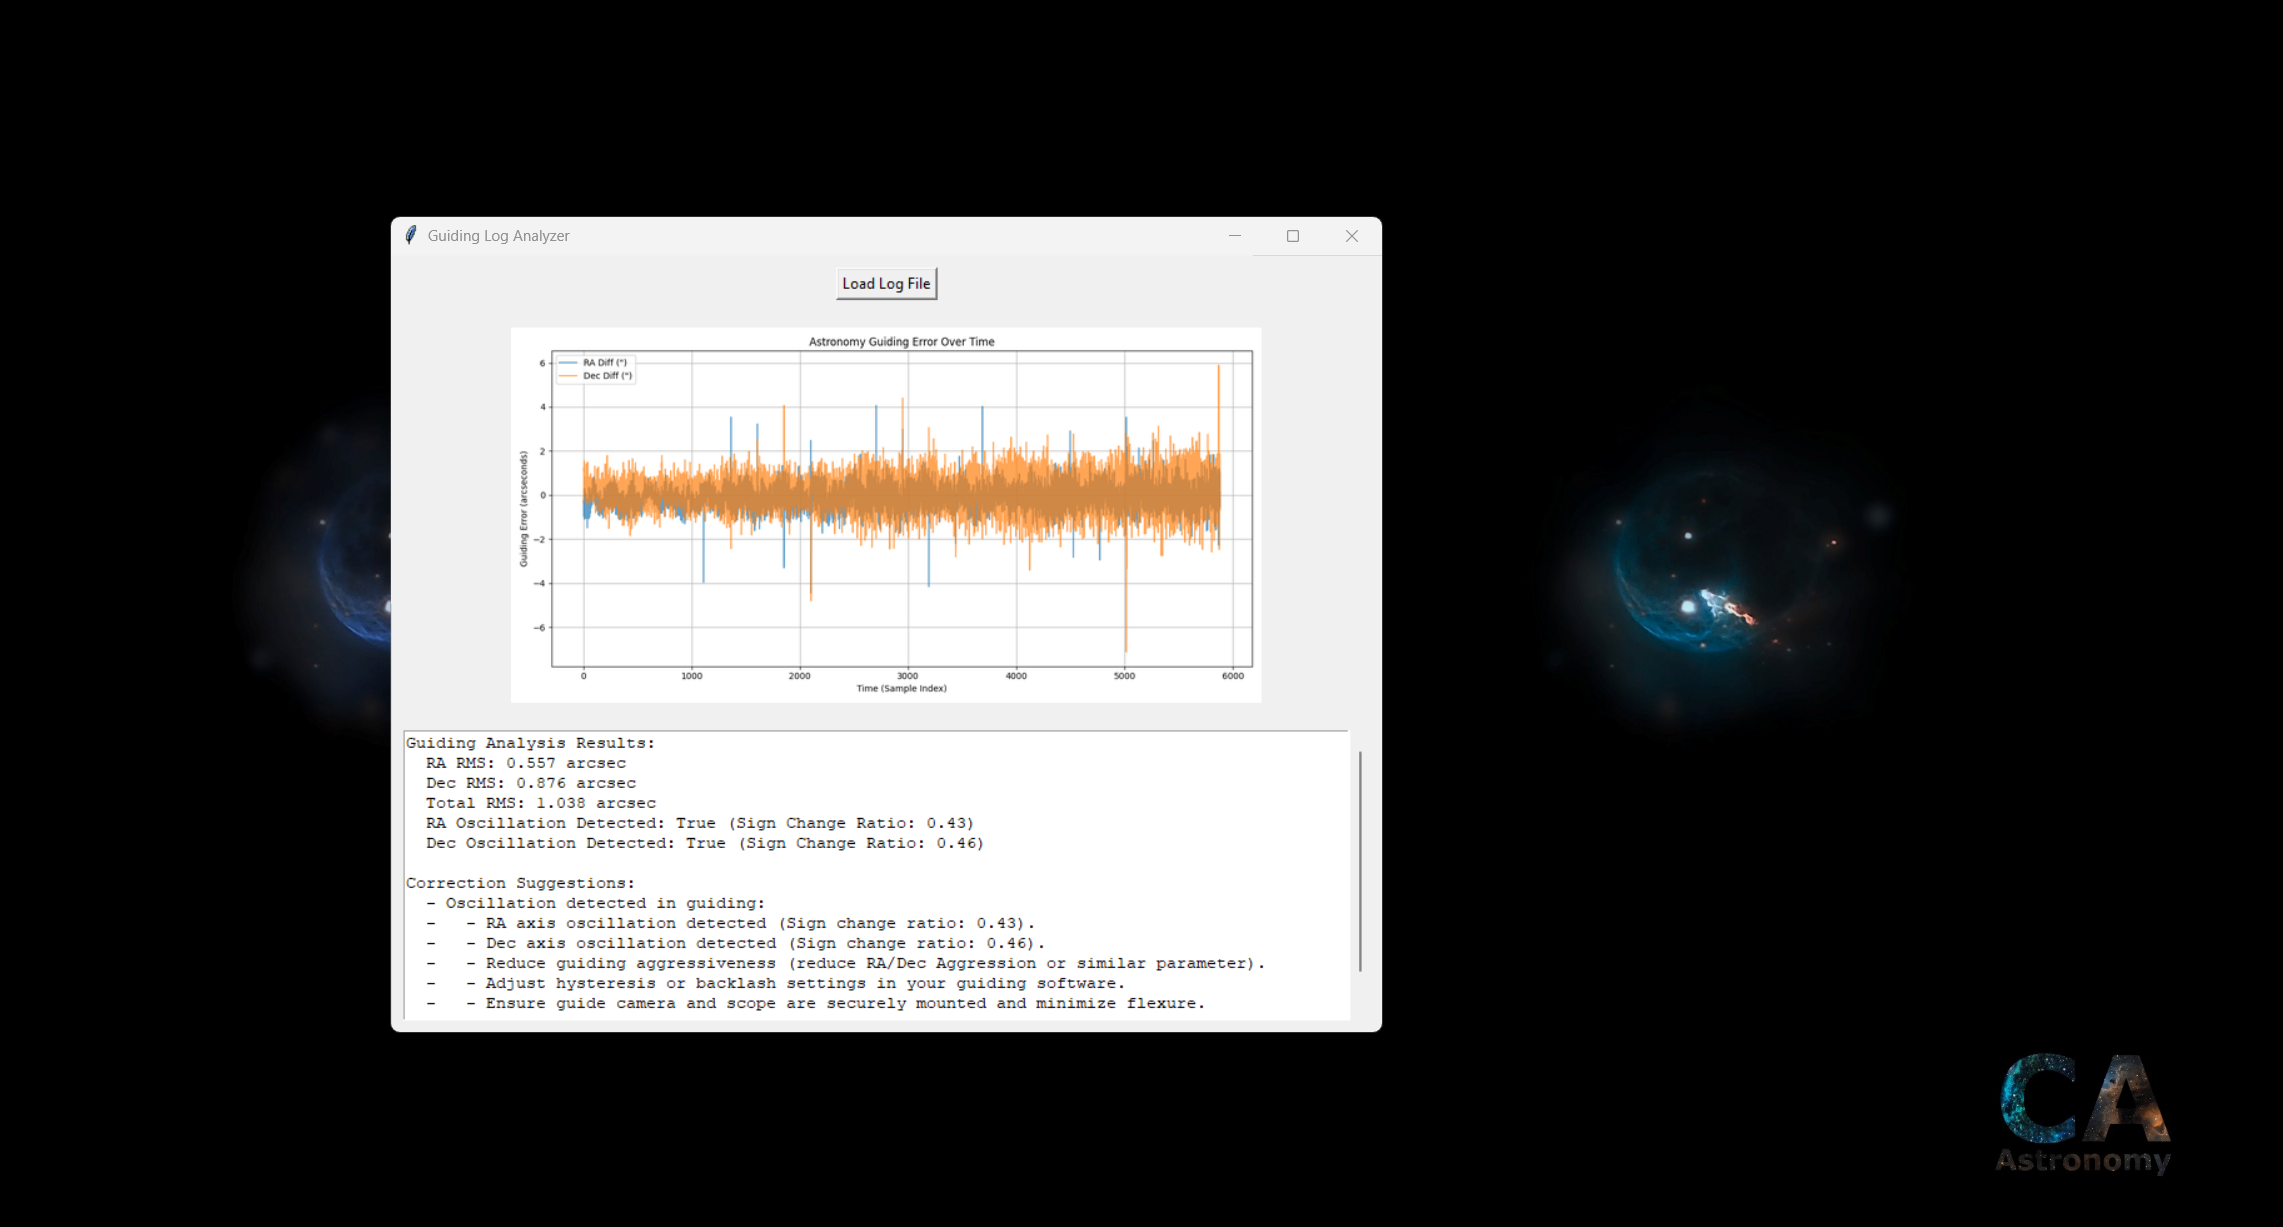 Guiding Log Analyzer
Load Log File
Astronomy Guiding Error Over Time
RA Diff (")
Dec Diff (")
6
4
2
0
−2
−4
−6
Guiding Error (arcseconds)
0 1000 2000 3000 4000 5000 6000
Time (Sample Index)
Guiding Analysis Results:
RA RMS: 0.557 arcsec
Dec RMS: 0.876 arcsec
Total RMS: 1.038 arcsec
RA Oscillation Detected: True (Sign Change Ratio: 0.43)
Dec Oscillation Detected: True (Sign Change Ratio: 0.46)
Correction Suggestions:
- Oscillation detected in guiding:
-   - RA axis oscillation detected (Sign change ratio: 0.43).
-   - Dec axis oscillation detected (Sign change ratio: 0.46).
-   - Reduce guiding aggressiveness (reduce RA/Dec Aggression or similar parameter).
-   - Adjust hysteresis or backlash settings in your guiding software.
-   - Ensure guide camera and scope are securely mounted and minimize flexure.
CA
Astronomy